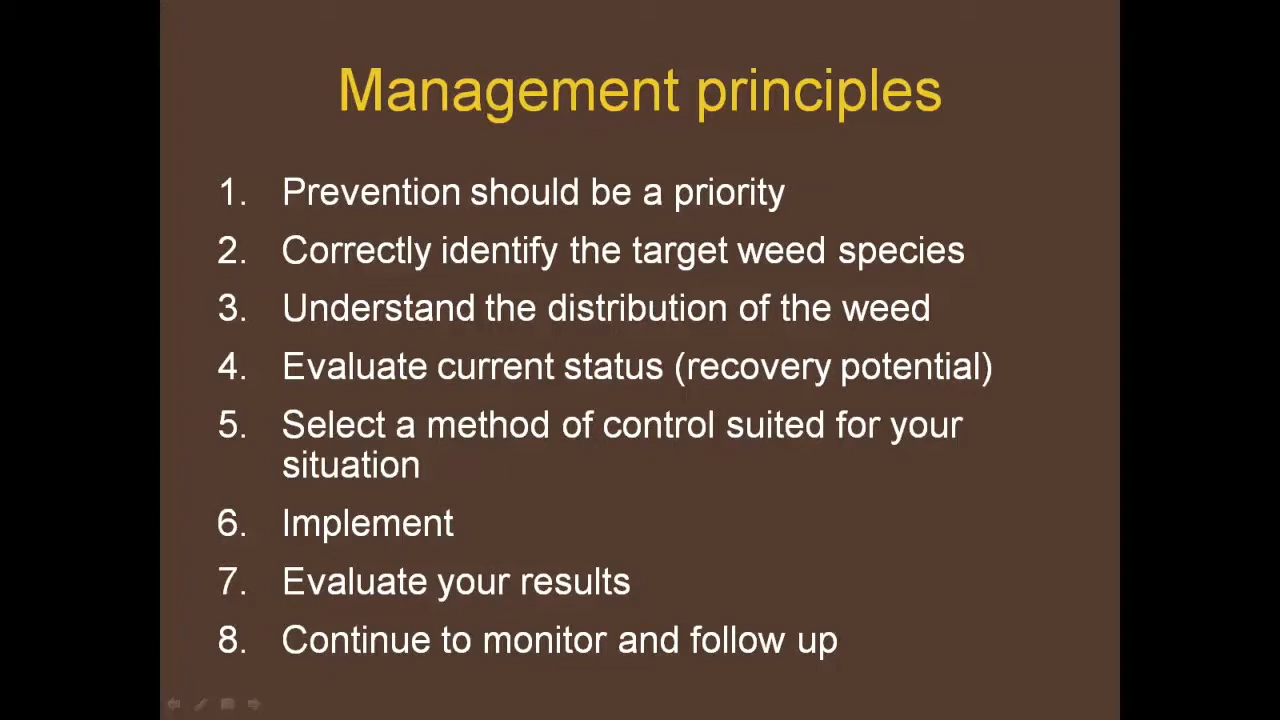 Management principles
1. Prevention should be a priority
2. Correctly identify the target weed species
3. Understand the distribution of the weed
4. Evaluate current status (recovery potential)
5. Select a method of control suited for your
situation
6. Implement
7. Evaluate your results
8. Continue to monitor and follow up